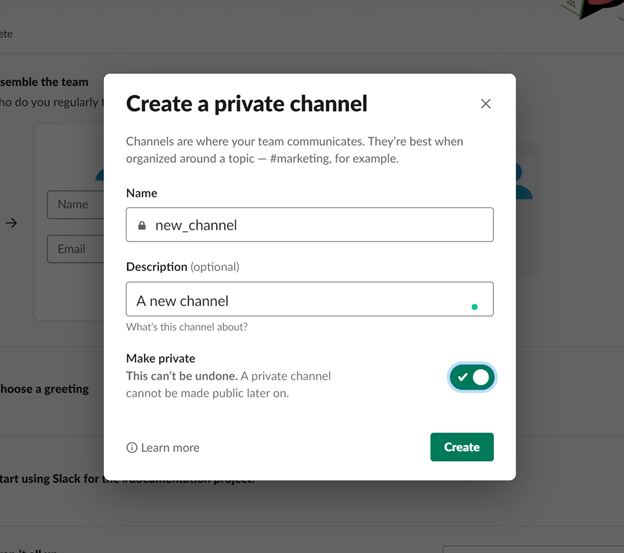 ete
semble the team
ho do you regularly
Create a private channel
Channels are where your team communicates. They're best when
organized around a topic — #marketing, for example.
Name
Name
new_channel
Email
Description (optional)
A new channel
What's this channel about?
Make private
This can't be undone. A private channel
cannot be made public later on.
hoose a greeting
Learn more
Create
tart using Slack for the #documentation project.